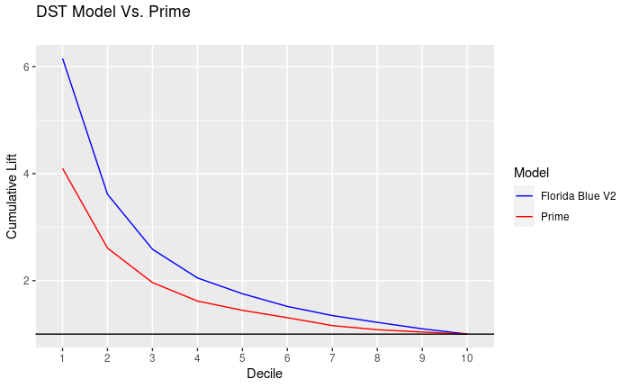 DST Model Vs. Prime
Cumulative Lift
6
4
2
1 2 3 4 5 6 7 8 9 10
Decile
Model
Florida Blue V2
Prime